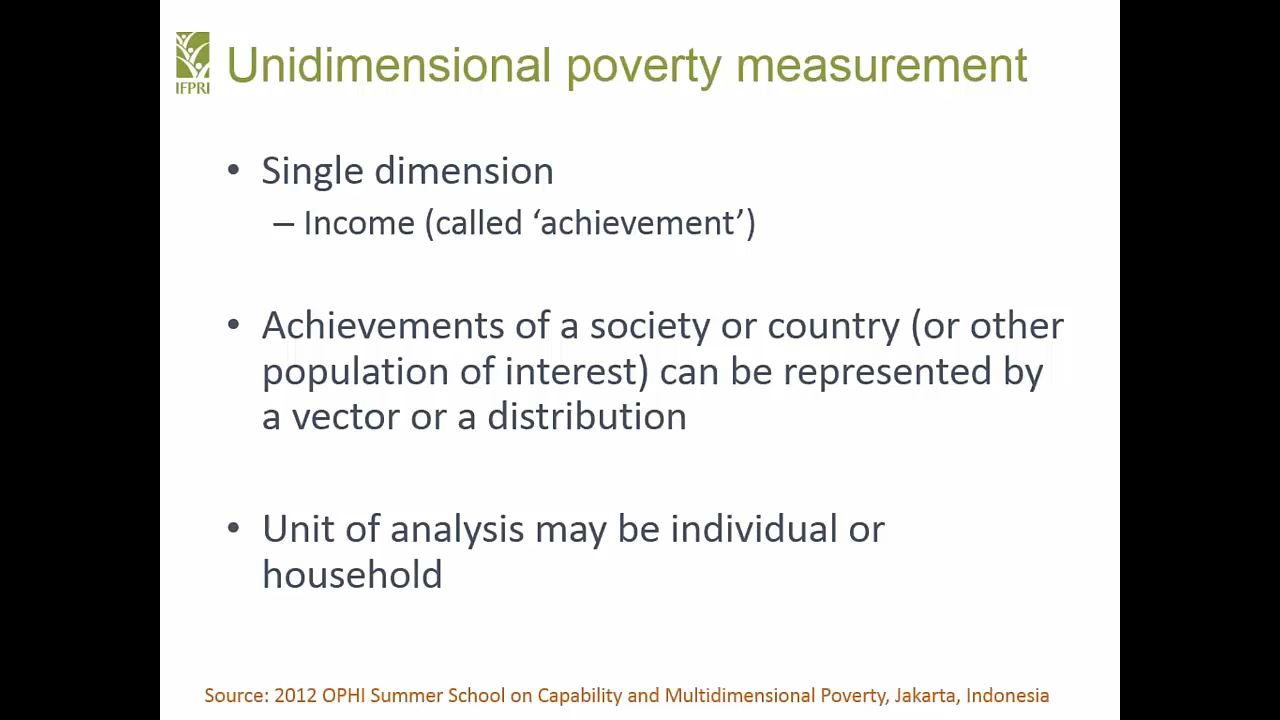 IFPRI
Unidimensional poverty measurement
• Single dimension
– Income (called ‘achievement’)
• Achievements of a society or country (or other
population of interest) can be represented by
a vector or a distribution
• Unit of analysis may be individual or
household
Source: 2012 OPHI Summer School on Capability and Multidimensional Poverty, Jakarta, Indonesia